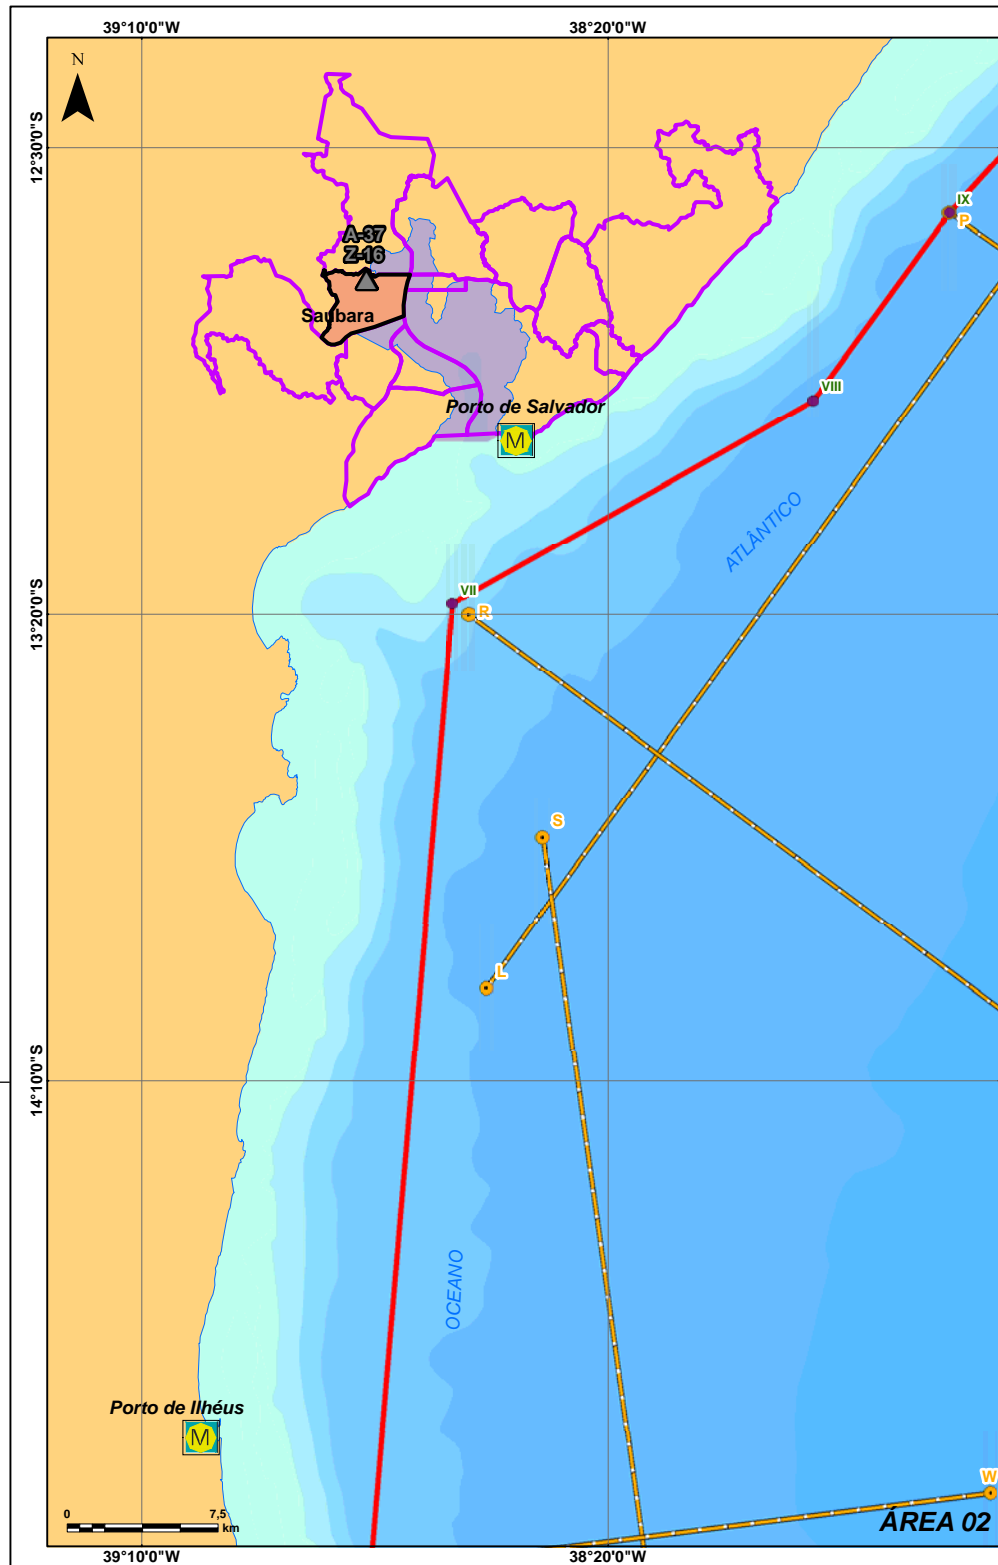 39°10'0"W
38°20'0"W
N
12°30'0"S
IX
P
A-37
Z-16
Saubara
VIII
Porto de Salvador
M
ATLÂNTICO
VII
R
13°20'0"S
S
L
14°10'0"S
OCEANO
Porto de Ilhéus
M
W
0
7,5
km
ÁREA 02
39°10'0"W
38°20'0"W